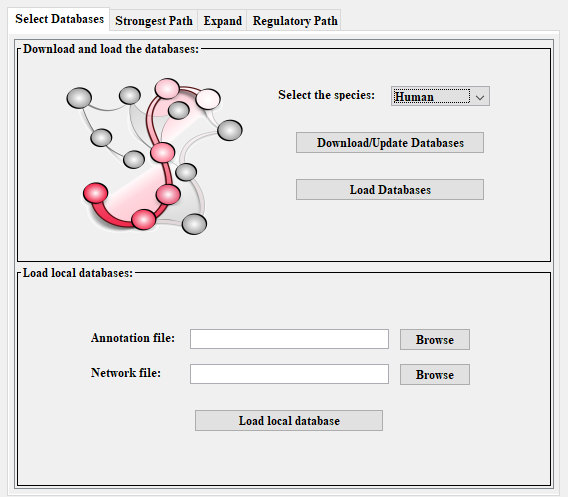 Select Databases
Strongest Path
Expand
Regulatory Path
Download and load the databases:
Select the species:
Human
Download/Update Databases
Load Databases
Load local databases:
Annotation file:
Browse
Network file:
Browse
Load local database